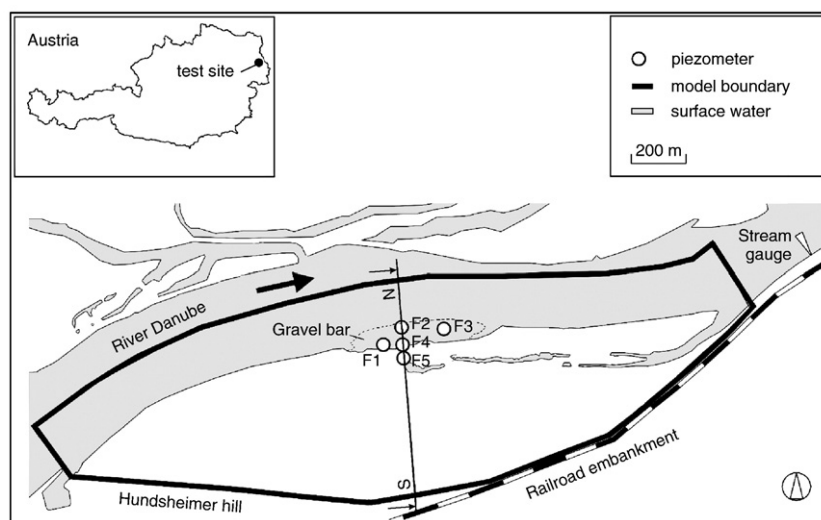 Austria
test site
piezometer
model boundary
surface water
200 m
Stream
gauge
River Danube
N
Gravel bar
F2
F3
F4
F1
F5
S
Hundsheimer hill
Railroad embankment